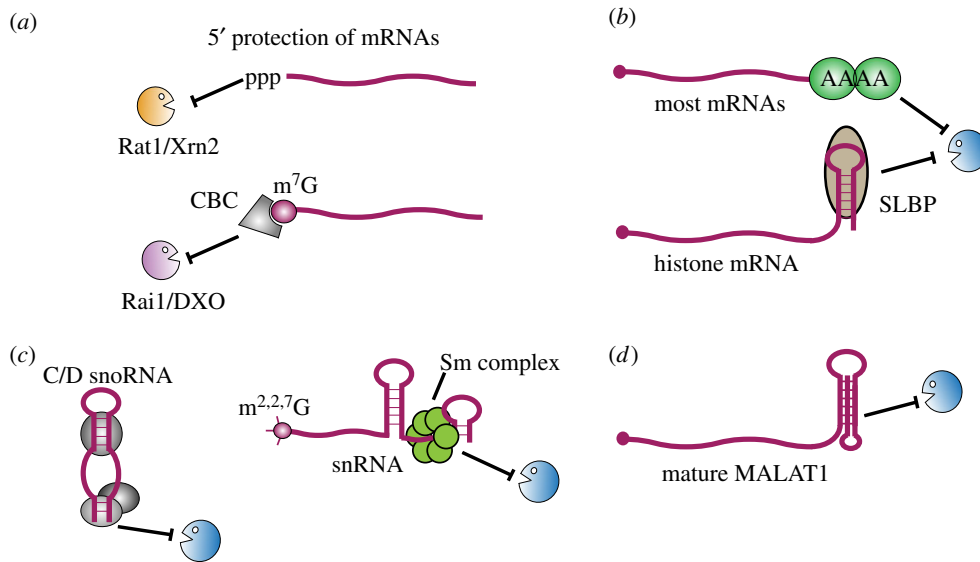 (a)
5′ protection of mRNAs
ppp
Rat1/Xrn2
m⁷G
CBC
Rai1/DXO
(b)
AAAA
most mRNAs
SLBP
histone mRNA
(c)
C/D snoRNA
Sm complex
m²,²,⁷G
snRNA
(d)
mature MALAT1